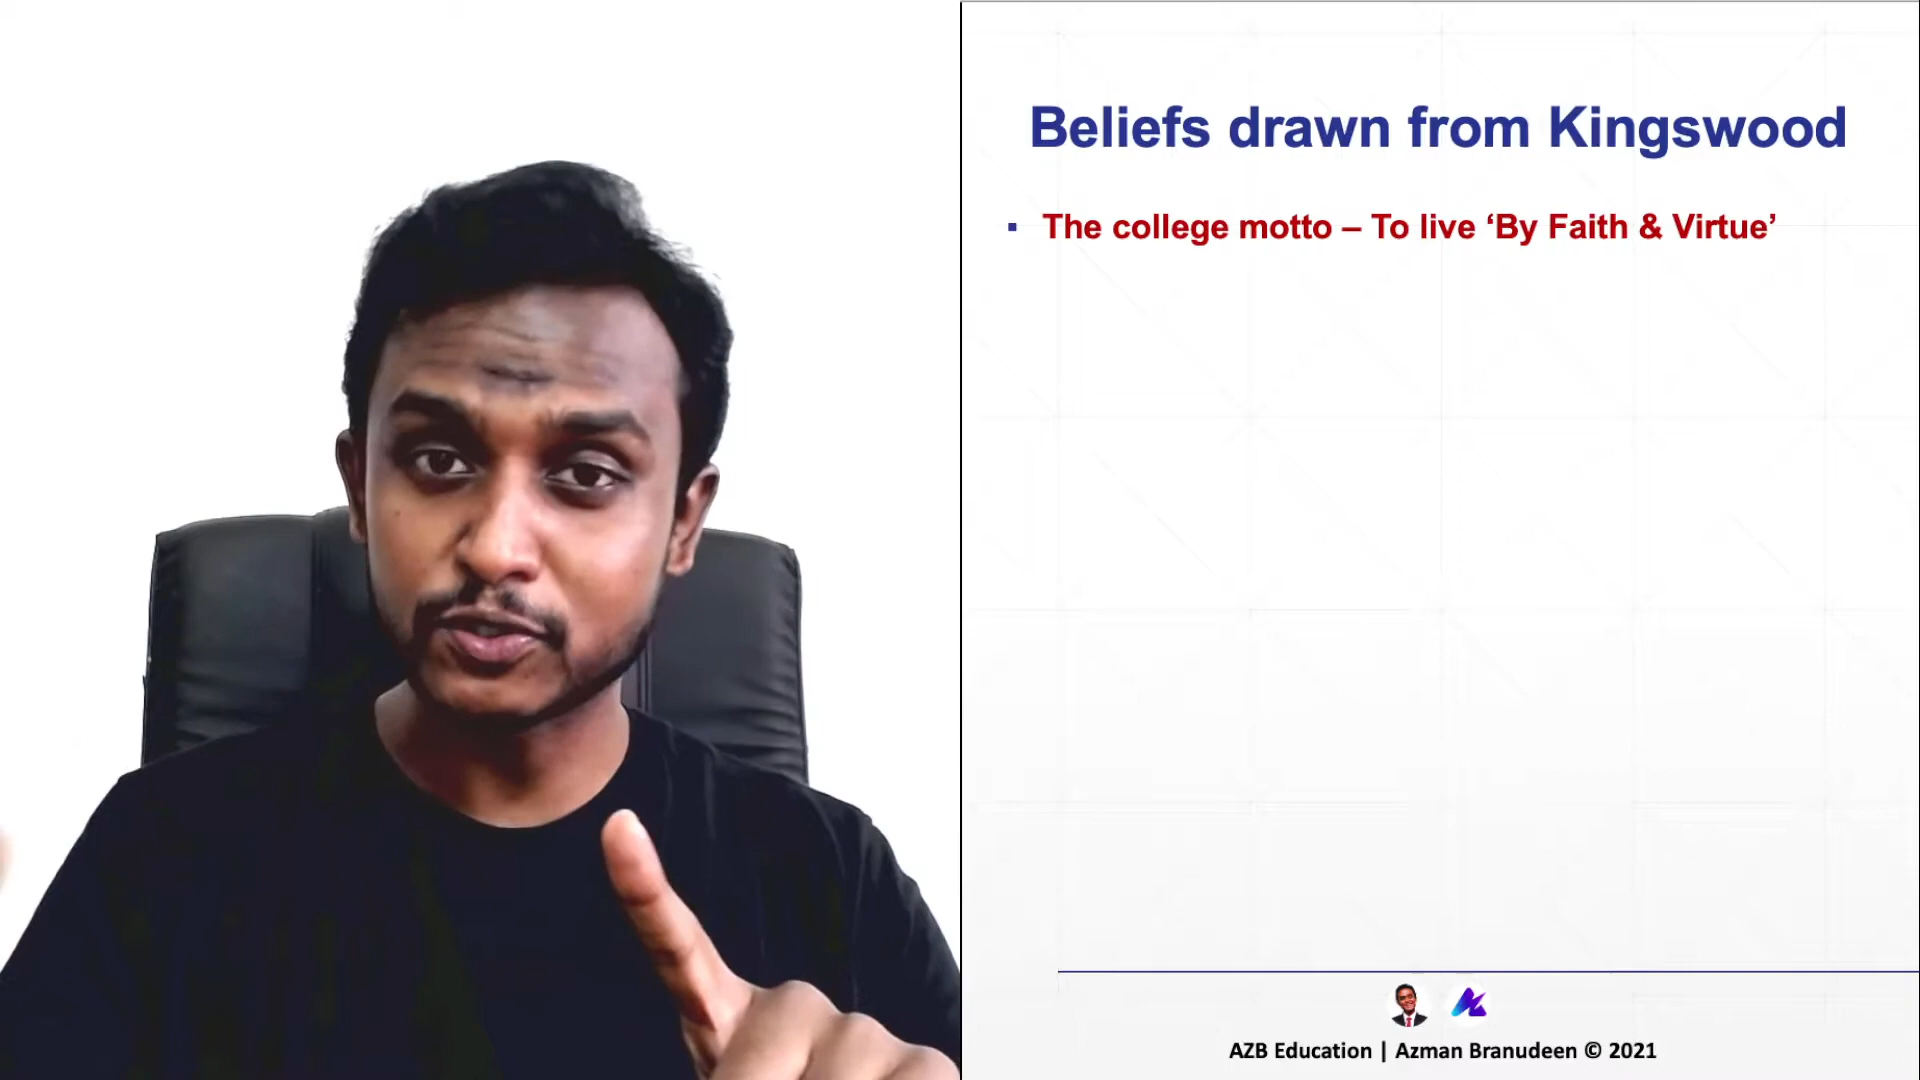 Beliefs drawn from Kingswood
▪ The college motto – To live ‘By Faith & Virtue’
AZB Education | Azman Branudeen © 2021